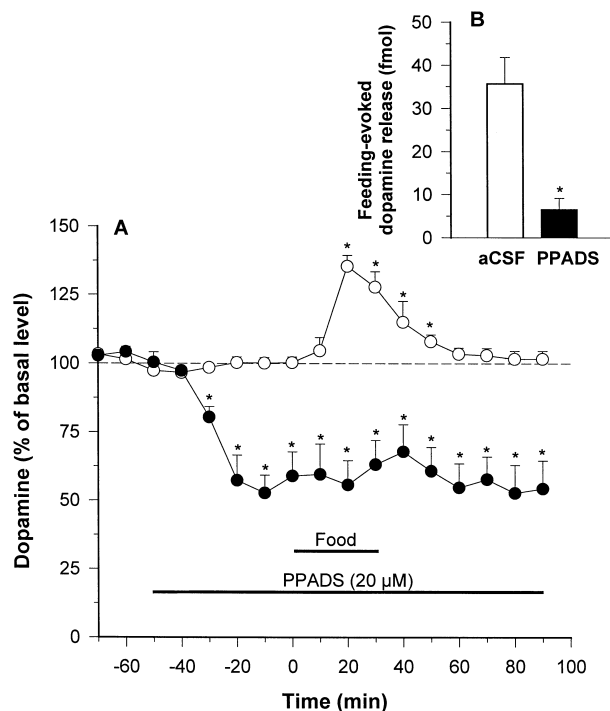 B
Feeding-evoked
dopamine release (fmol)
50
40
30
20
10
0
*
aCSF PPADS
A
Dopamine (% of basal level)
150
125
100
75
50
25
0
* * * *
* * * * * * * * * * * * *
Food
PPADS (20 µM)
-60 -40 -20 0 20 40 60 80 100
Time (min)